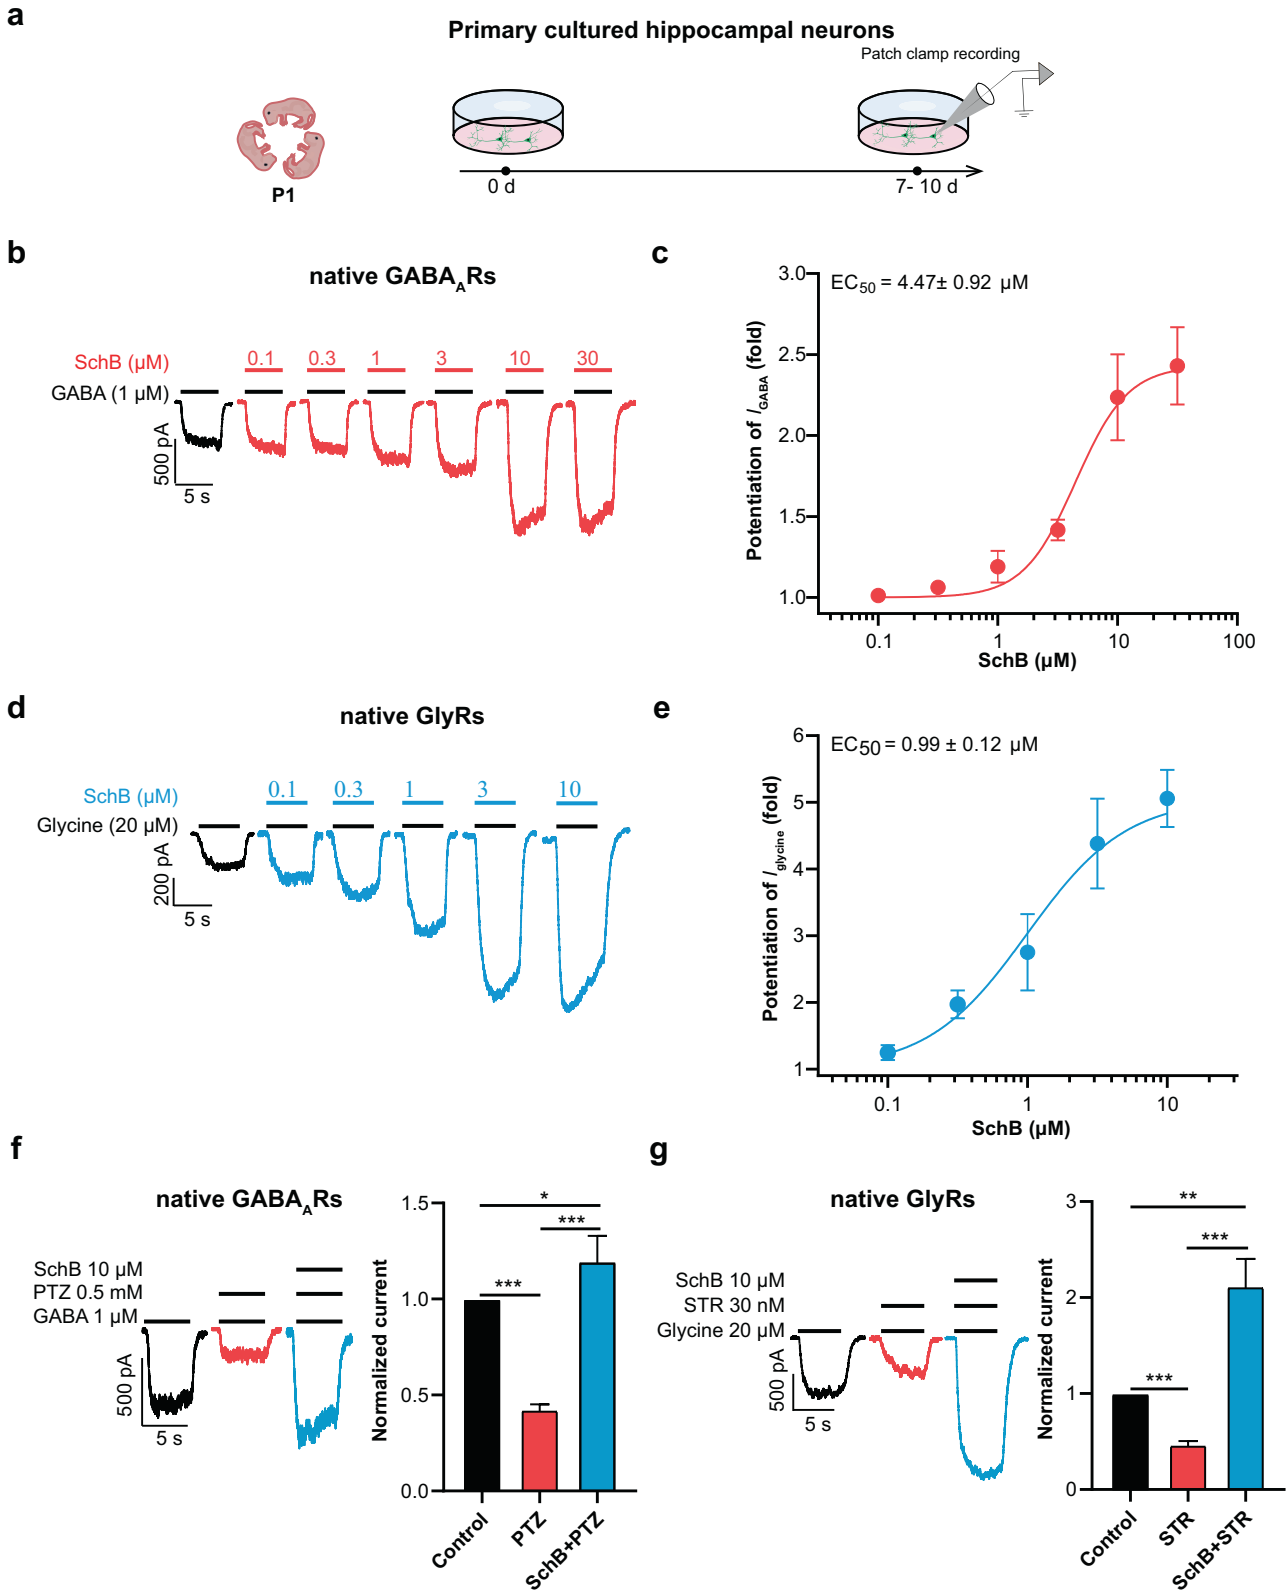 a
Primary cultured hippocampal neurons
Patch clamp recording
P1
0 d
7- 10 d
b
native GABAARs
SchB (µM)
0.1 0.3 1 3 10 30
GABA (1 µM)
500 pA
5 s
c
EC50 = 4.47± 0.92 µM
Potentiation of IGABA (fold)
3.0
2.5
2.0
1.5
1.0
0.1 1 10 100
SchB (µM)
d
native GlyRs
SchB (µM)
0.1 0.3 1 3 10
Glycine (20 µM)
200 pA
5 s
e
EC50 = 0.99 ± 0.12 µM
Potentiation of Iglycine (fold)
6
5
4
3
2
1
0.1 1 10
SchB (µM)
f
native GABAARs
SchB 10 µM
PTZ 0.5 mM
GABA 1 µM
500 pA
5 s
Normalized current
1.5
1.0
0.5
0.0
*
***
***
Control
PTZ
SchB+PTZ
g
native GlyRs
SchB 10 µM
STR 30 nM
Glycine 20 µM
500 pA
5 s
Normalized current
3
2
1
0
**
***
***
Control
STR
SchB+STR